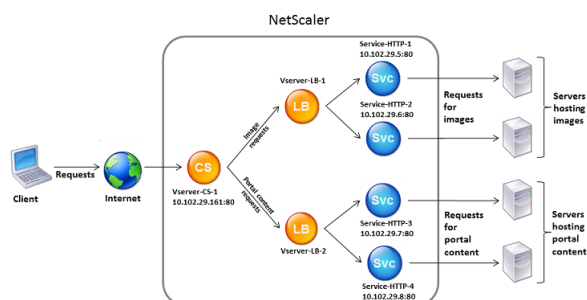 NetScaler
Service-HTTP-1
10.102.29.5:80
Svc
Vserver-LB-1
LB
Service-HTTP-2
10.102.29.6:80
Svc
Requests
for
images
Servers
hosting
images
Image
requests
Client
Requests
Internet
CS
Vserver-CS-1
10.102.29.161:80
Portal content
requests
LB
Vserver-LB-2
Svc
Service-HTTP-3
10.102.29.7:80
Svc
Service-HTTP-4
10.102.29.8:80
Requests
for
portal
content
Servers
hosting
portal
content